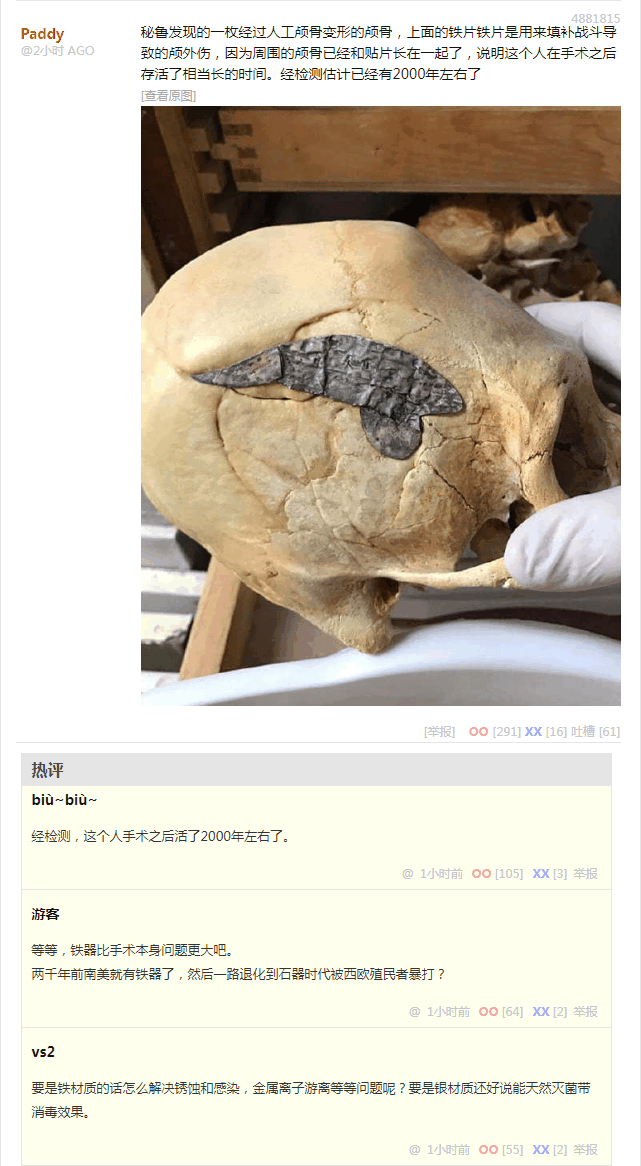 4881815
Paddy
@2小时 AGO
秘鲁发现的一枚经过人工颅骨变形的颅骨，上面的铁片铁片是用来填补战斗导
致的颅外伤，因为周围的颅骨已经和贴片长在一起了，说明这个人在手术之后
存活了相当长的时间。经检测估计已经有2000年左右了
[查看原图]
[举报] OO [291] XX [16] 吐槽 [61]
热评
biù~biù~
经检测，这个人手术之后活了2000年左右了。
@ 1小时前 OO [105] XX [3] 举报
游客
等等，铁器比手术本身问题更大吧。
两千年前南美就有铁器了，然后一路退化到石器时代被西欧殖民者暴打？
@ 1小时前 OO [64] XX [2] 举报
vs2
要是铁材质的话怎么解决锈蚀和感染，金属离子游离等等问题呢？要是银材质还好说能天然灭菌带
消毒效果。
@ 1小时前 OO [55] XX [2] 举报